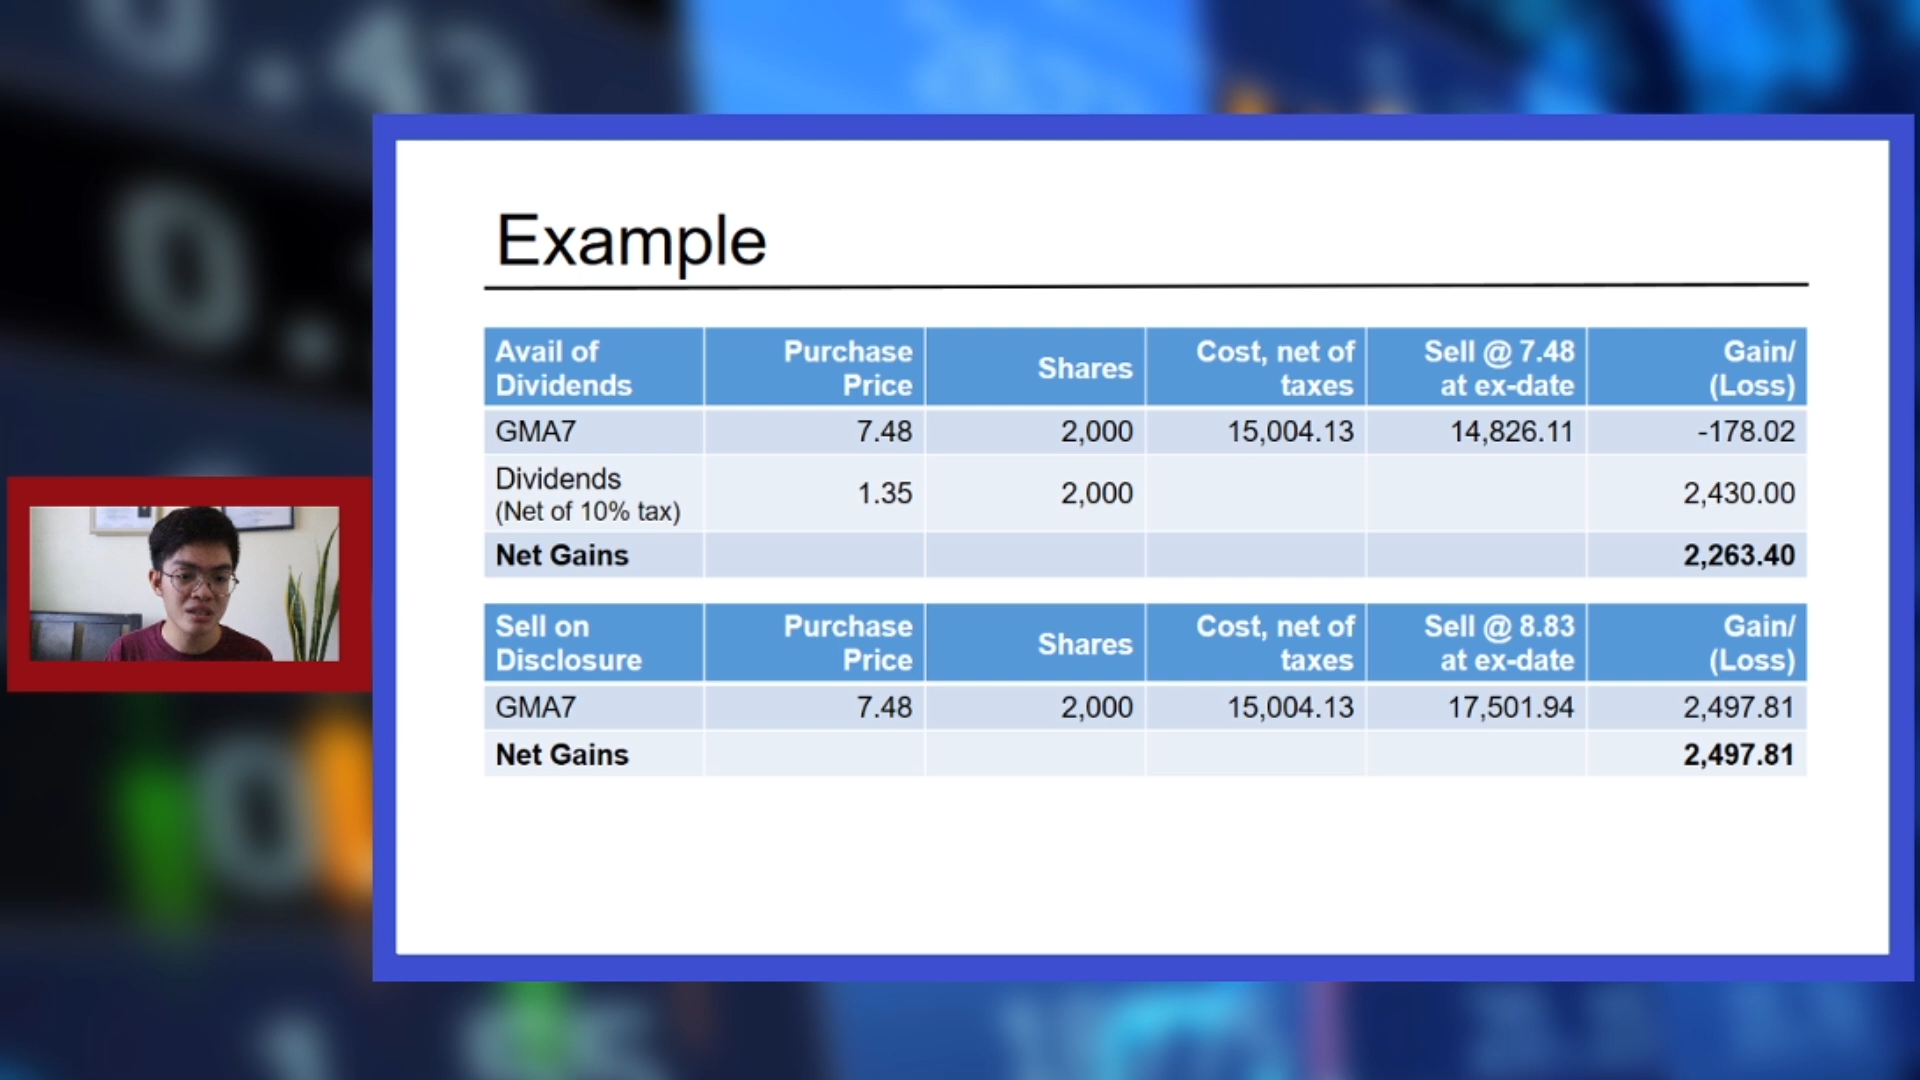 Example
Avail of Dividends Purchase Price Shares Cost, net of taxes Sell @ 7.48 at ex-date Gain/ (Loss)
GMA7 7.48 2,000 15,004.13 14,826.11 -178.02
Dividends (Net of 10% tax) 1.35 2,000 2,430.00
Net Gains 2,263.40
Sell on Disclosure Purchase Price Shares Cost, net of taxes Sell @ 8.83 at ex-date Gain/ (Loss)
GMA7 7.48 2,000 15,004.13 17,501.94 2,497.81
Net Gains 2,497.81